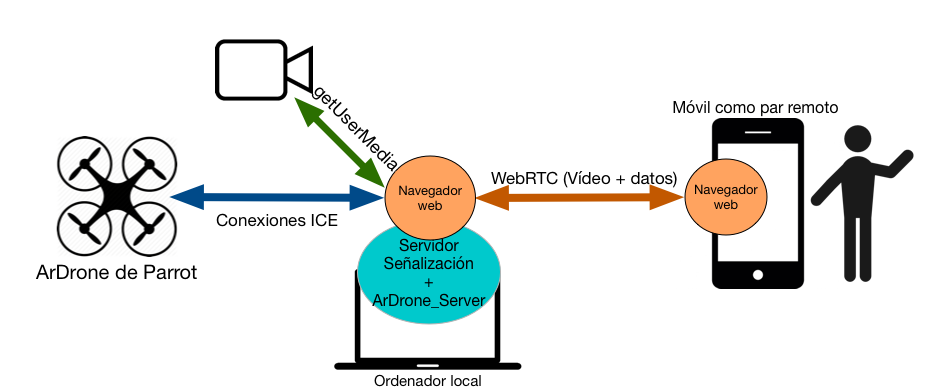 Móvil como par remoto
getUserMedia
Navegador
web
WebRTC (Vídeo + datos)
Navegador
web
Conexiones ICE
ArDrone de Parrot
Servidor
Señalización
+
ArDrone_Server
Ordenador local